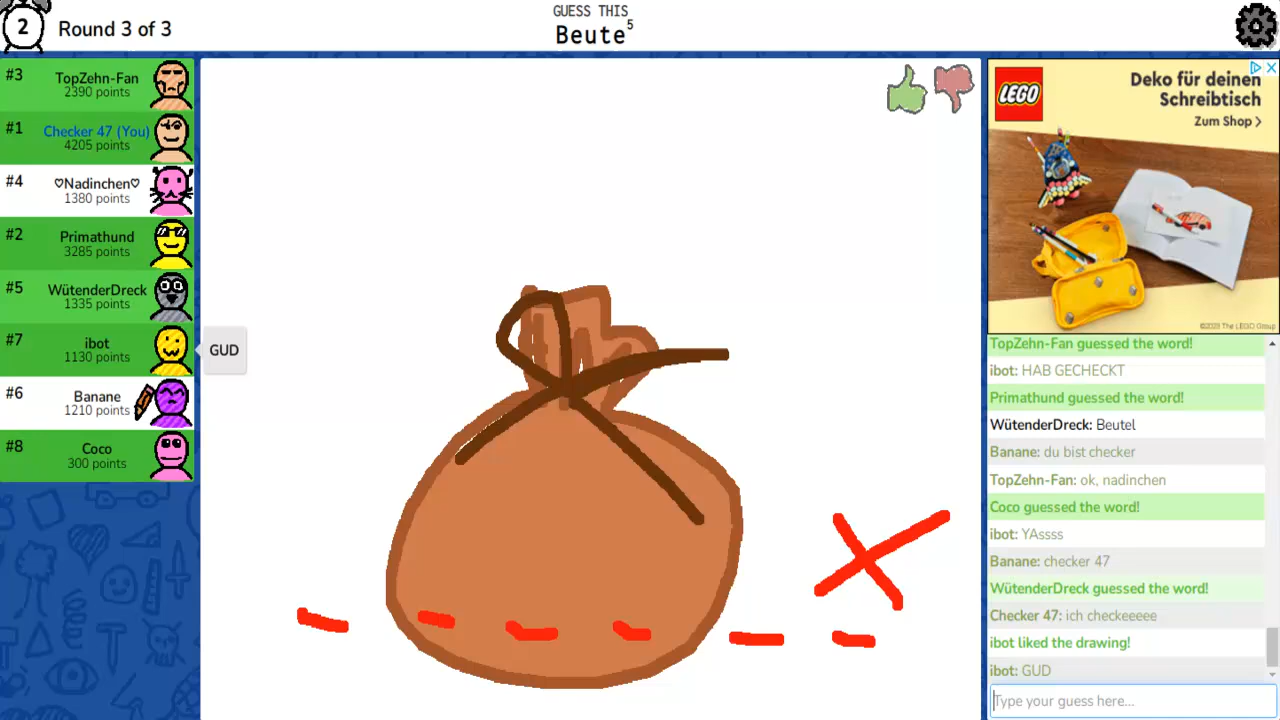 2
Round 3 of 3
GUESS THIS
Beute5
#3
TopZehn-Fan
2390 points
#1
Checker 47 (You)
4205 points
#4
♡Nadinchen♡
1380 points
#2
Primathund
3285 points
#5
WütenderDreck
1335 points
#7
ibot
1130 points
GUD
#6
Banane
1210 points
#8
Coco
300 points
LEGO
Deko für deinen
Schreibtisch
Zum Shop >
©2023 The LEGO Group
TopZehn-Fan guessed the word!
ibot: HAB GECHECKT
Primathund guessed the word!
WütenderDreck: Beutel
Banane: du bist checker
TopZehn-Fan: ok, nadinchen
Coco guessed the word!
ibot: YAssss
Banane: checker 47
WütenderDreck guessed the word!
Checker 47: ich checkeeeee
ibot liked the drawing!
ibot: GUD
Type your guess here...